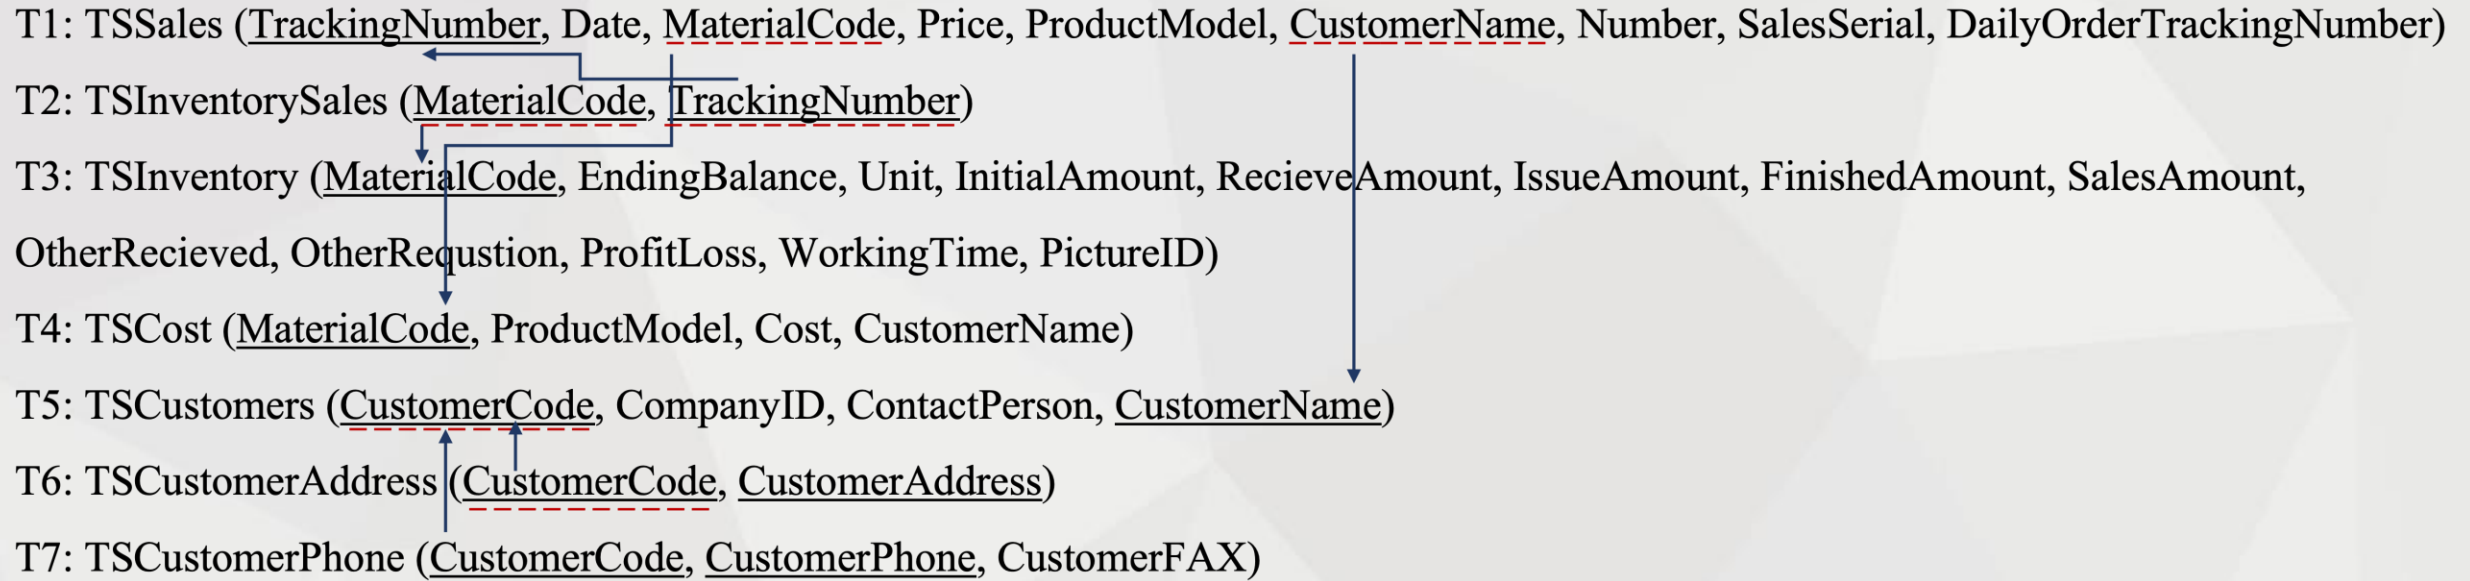 T1: TSSales (TrackingNumber, Date, MaterialCode, Price, ProductModel, CustomerName, Number, SalesSerial, DailyOrderTrackingNumber)
T2: TSInventorySales (MaterialCode, TrackingNumber)
T3: TSInventory (MaterialCode, EndingBalance, Unit, InitialAmount, RecieveAmount, IssueAmount, FinishedAmount, SalesAmount,
OtherRecieved, OtherRequstion, ProfitLoss, WorkingTime, PictureID)
T4: TSCost (MaterialCode, ProductModel, Cost, CustomerName)
T5: TSCustomers (CustomerCode, CompanyID, ContactPerson, CustomerName)
T6: TSCustomerAddress (CustomerCode, CustomerAddress)
T7: TSCustomerPhone (CustomerCode, CustomerPhone, CustomerFAX)